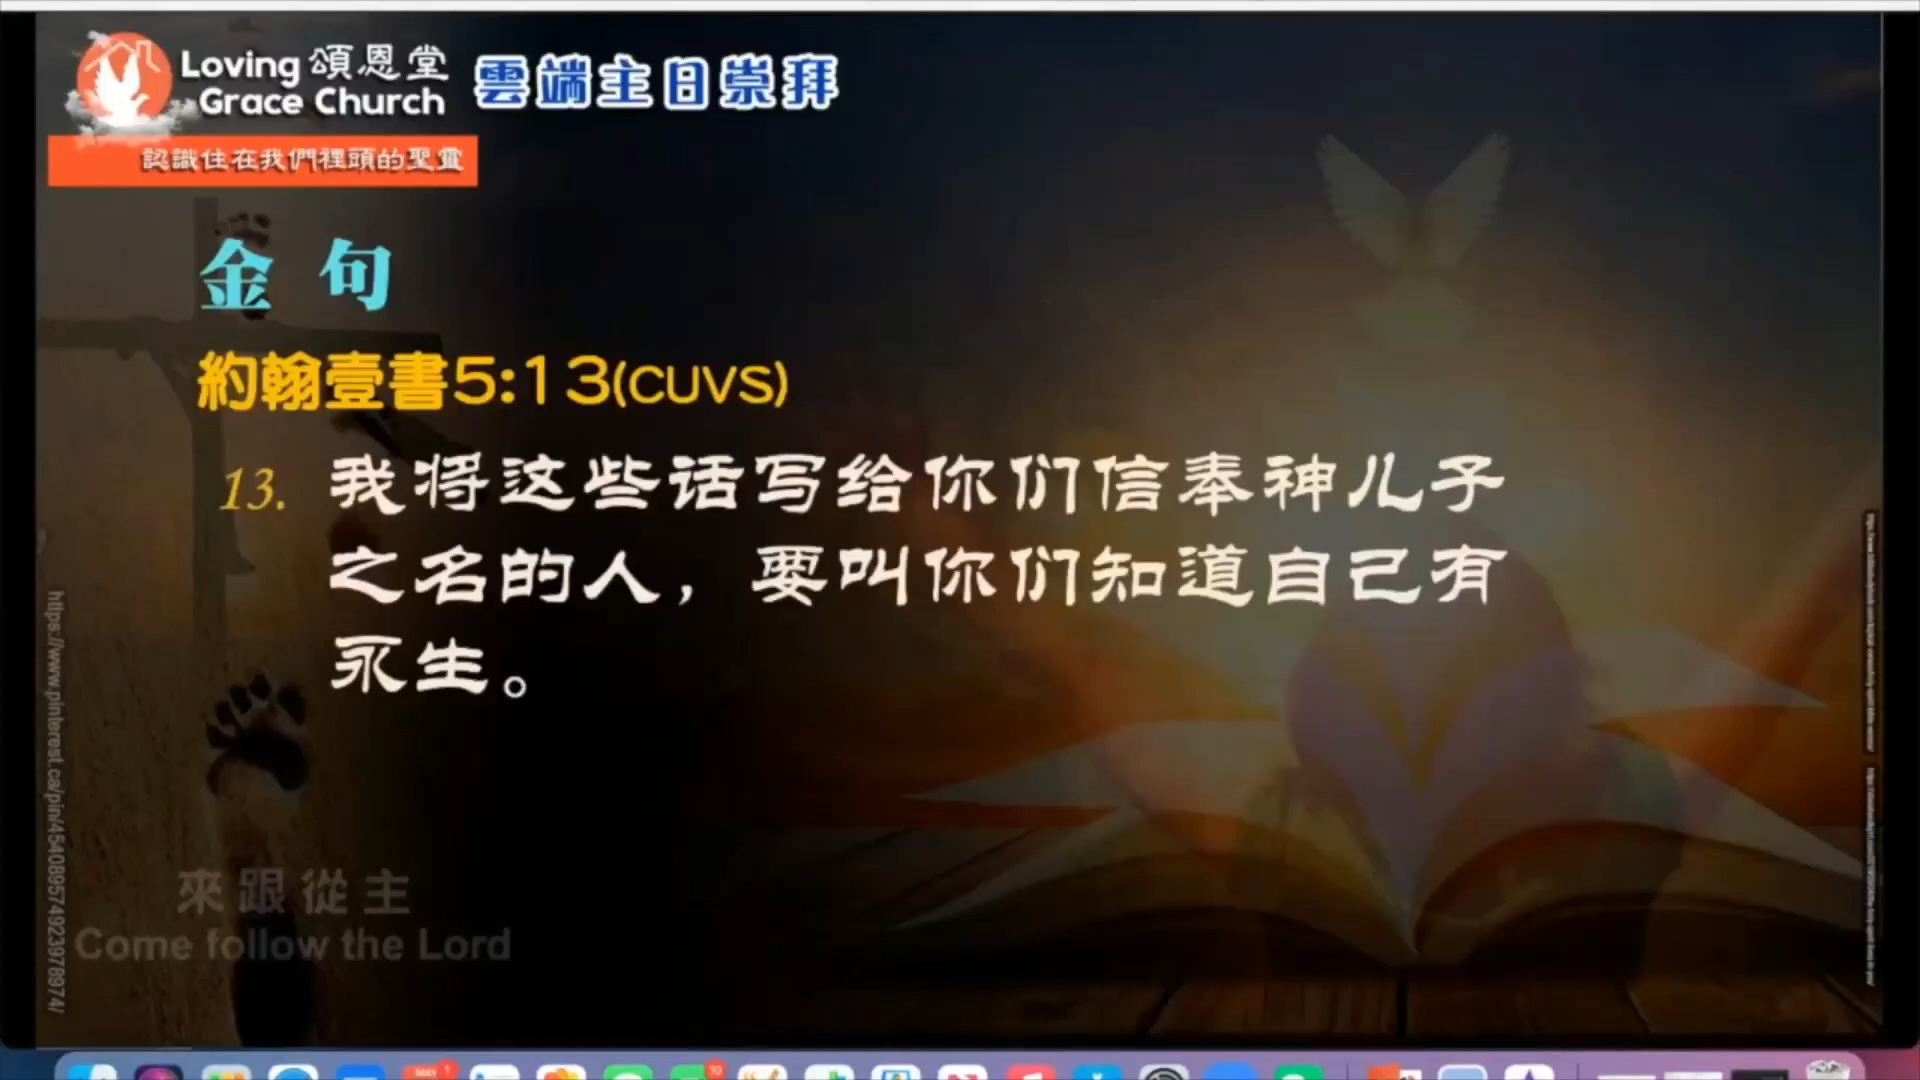 Loving 頌恩堂
Grace Church
雲端主日崇拜
認識住在我們裡頭的聖靈
金句
約翰壹書5:13(CUVS)
13. 我将这些话写给你们信奉神儿子
之名的人，要叫你们知道自己有
永生。
來跟從主
Come follow the Lord
https://www.pinterest.ca/pin/454089574923978974/
MAY 1
10